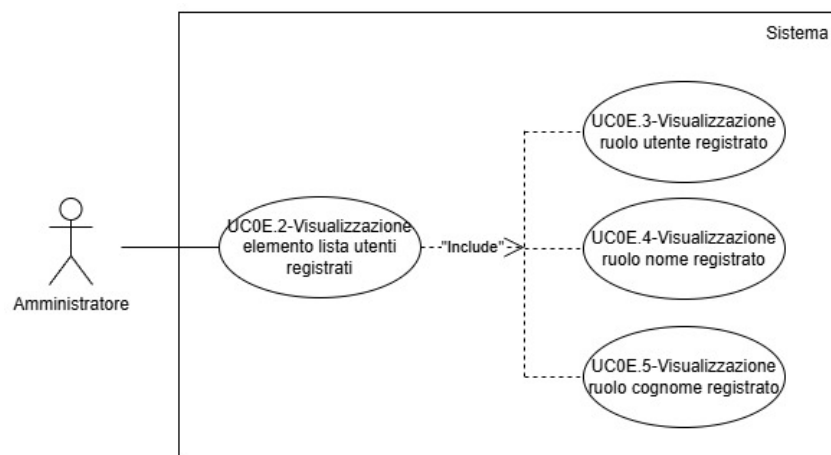 Sistema
UC0E.3-Visualizzazione
ruolo utente registrato
UC0E.2-Visualizzazione
elemento lista utenti
registrati
"Include"
UC0E.4-Visualizzazione
ruolo nome registrato
Amministratore
UC0E.5-Visualizzazione
ruolo cognome registrato